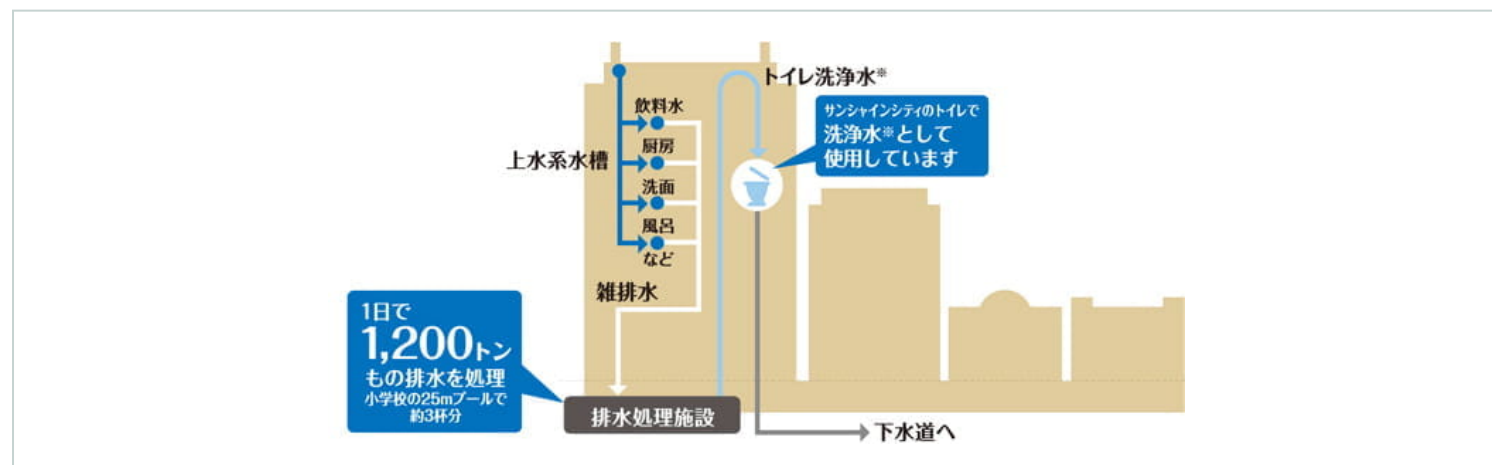 トイレ洗浄水※
サンシャインシティのトイレで
洗浄水※として
使用しています
上水系水槽
飲料水
厨房
洗面
風呂
など
雑排水
1日で
1,200トン
もの排水を処理
小学校の25mプールで
約3杯分
排水処理施設
下水道へ